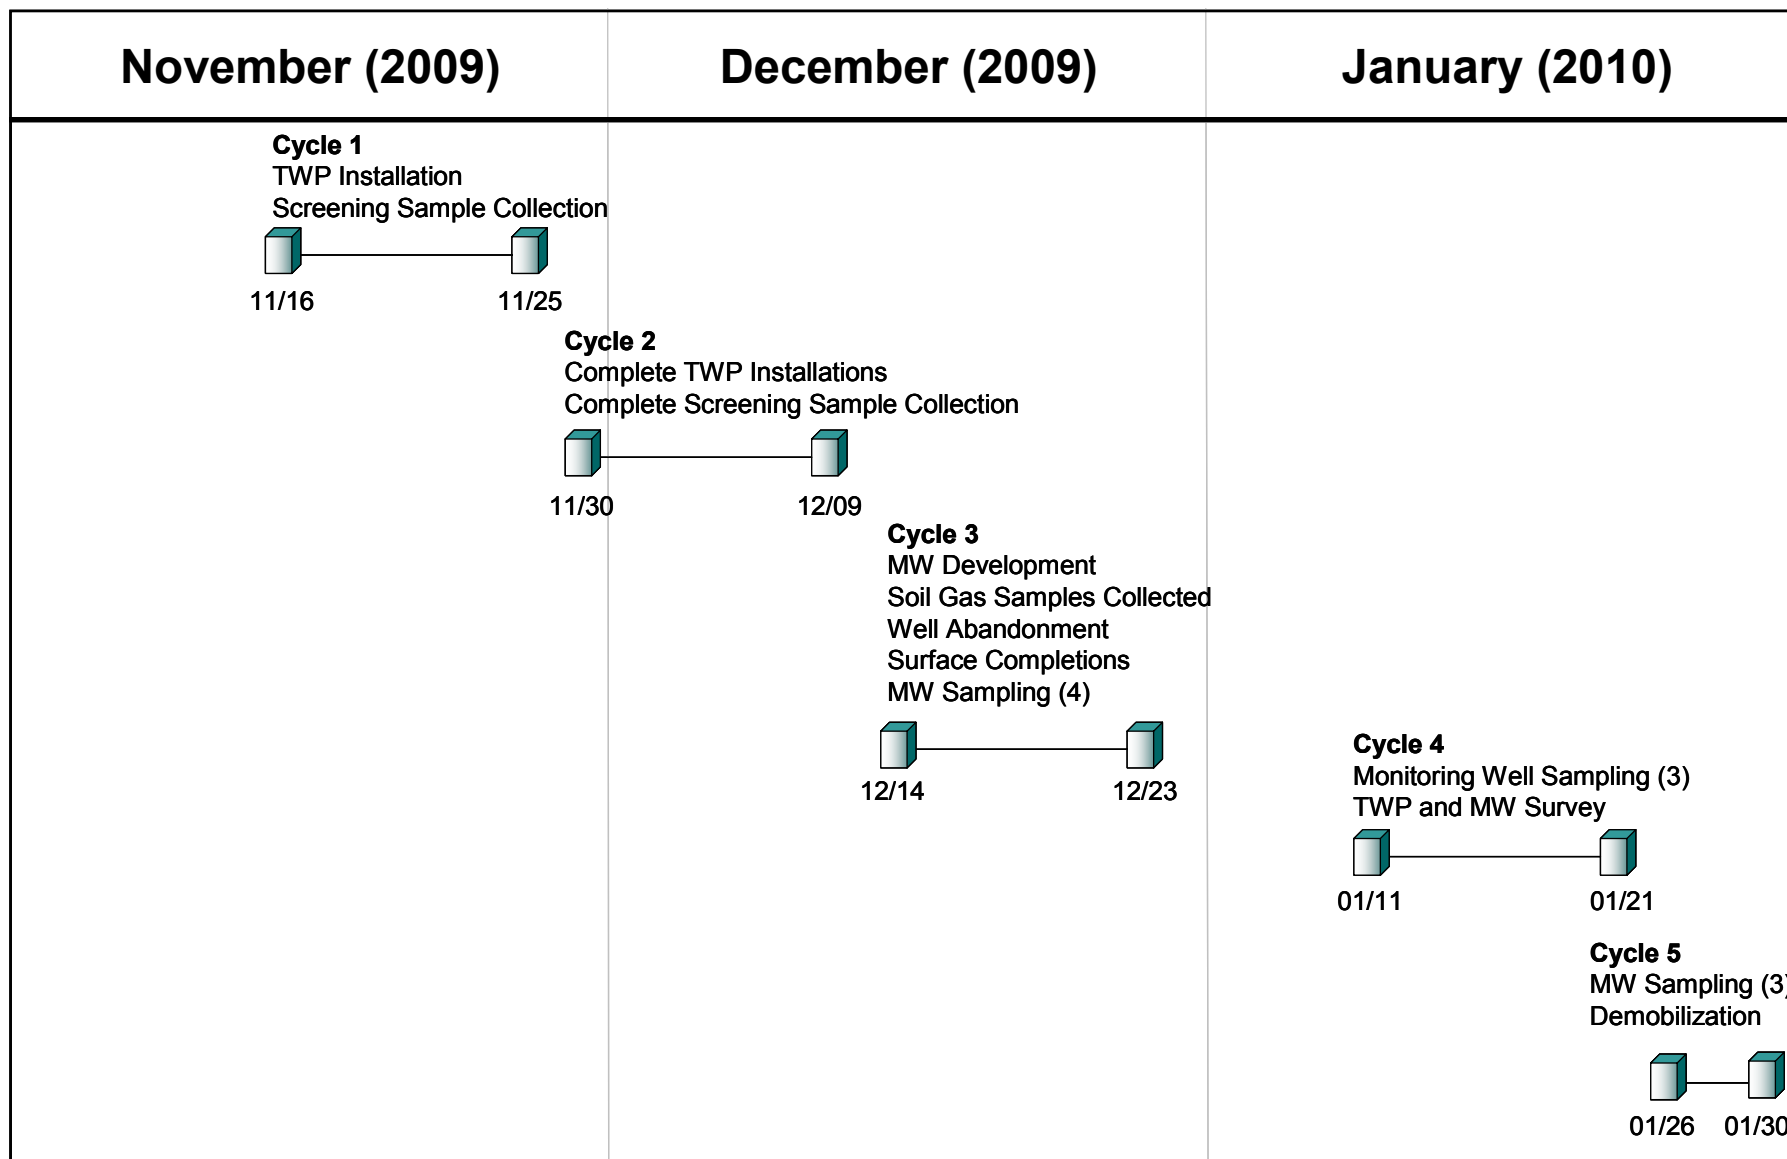 November (2009)
December (2009)
January (2010)
Cycle 1
TWP Installation
Screening Sample Collection
11/16
11/25
Cycle 2
Complete TWP Installations
Complete Screening Sample Collection
11/30
12/09
Cycle 3
MW Development
Soil Gas Samples Collected
Well Abandonment
Surface Completions
MW Sampling (4)
12/14
12/23
Cycle 4
Monitoring Well Sampling (3)
TWP and MW Survey
01/11
01/21
Cycle 5
MW Sampling (3)
Demobilization
01/26
01/30